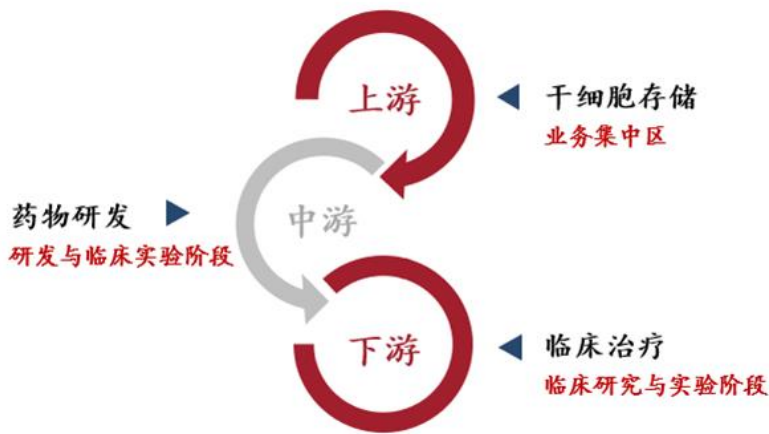 上游
干细胞存储
业务集中区
药物研发
研发与临床实验阶段
中游
下游
临床治疗
临床研究与实验阶段